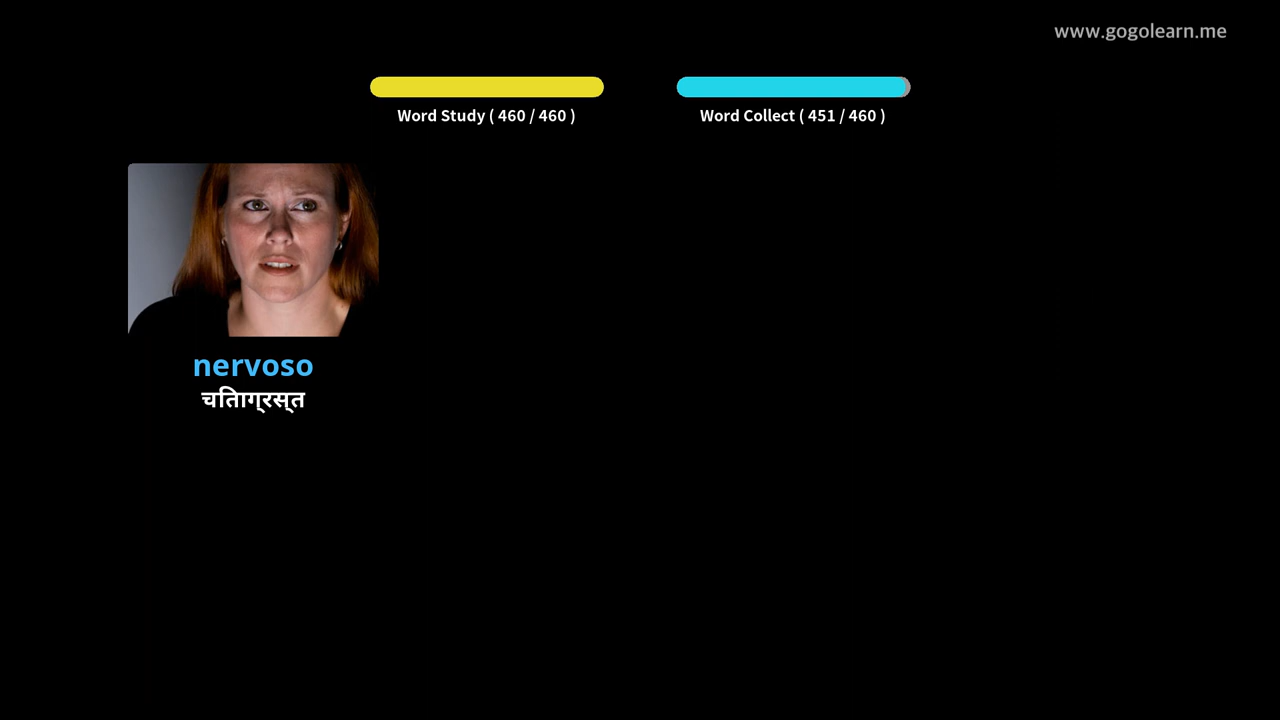 www.gogolearn.me
Word Study ( 460 / 460 )
Word Collect ( 451 / 460 )
nervoso
चतिाग्‌रस्‌त